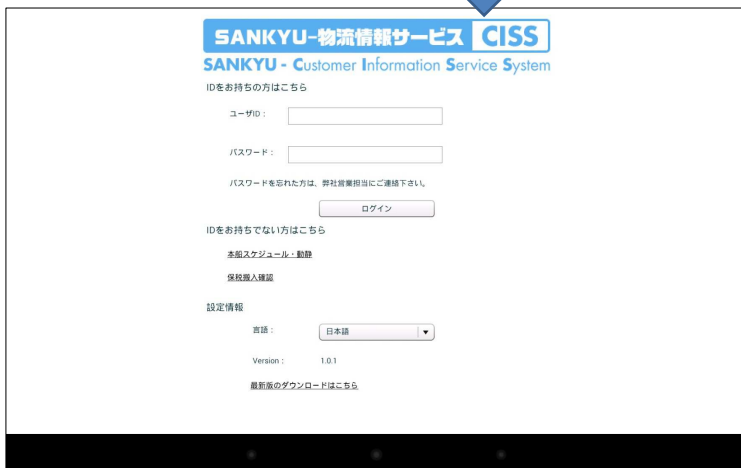 SANKYU-物流情報サービス CISS
SANKYU - Customer Information Service System
IDをお持ちの方はこちら
ユーザID：
パスワード：
パスワードを忘れた方は、弊社営業担当にご連絡下さい。
ログイン
IDをお持ちでない方はこちら
本船スケジュール・動静
保税搬入確認
設定情報
言語： 日本語
Version： 1.0.1
最新版のダウンロードはこちら